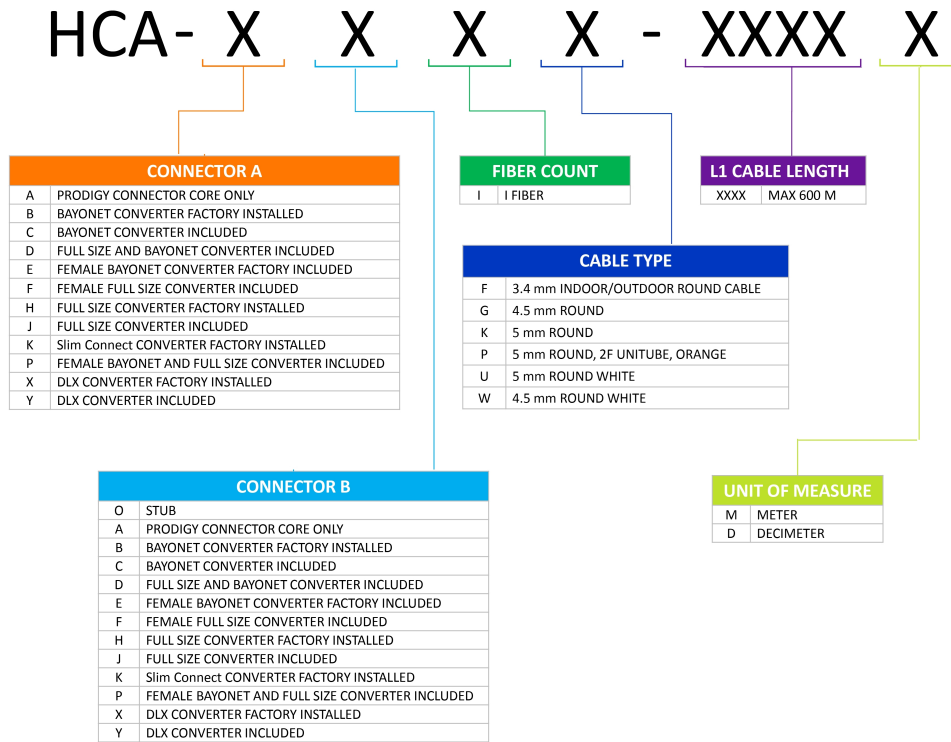 HCA- X X X X - XXXX X
CONNECTOR A
A PRODIGY CONNECTOR CORE ONLY
B BAYONET CONVERTER FACTORY INSTALLED
C BAYONET CONVERTER INCLUDED
D FULL SIZE AND BAYONET CONVERTER INCLUDED
E FEMALE BAYONET CONVERTER FACTORY INCLUDED
F FEMALE FULL SIZE CONVERTER INCLUDED
H FULL SIZE CONVERTER FACTORY INSTALLED
J FULL SIZE CONVERTER INCLUDED
K Slim Connect CONVERTER FACTORY INSTALLED
P FEMALE BAYONET AND FULL SIZE CONVERTER INCLUDED
X DLX CONVERTER FACTORY INSTALLED
Y DLX CONVERTER INCLUDED
FIBER COUNT
I I FIBER
L1 CABLE LENGTH
XXXX MAX 600 M
CABLE TYPE
F 3.4 mm INDOOR/OUTDOOR ROUND CABLE
G 4.5 mm ROUND
K 5 mm ROUND
P 5 mm ROUND, 2F UNITUBE, ORANGE
U 5 mm ROUND WHITE
W 4.5 mm ROUND WHITE
CONNECTOR B
O STUB
A PRODIGY CONNECTOR CORE ONLY
B BAYONET CONVERTER FACTORY INSTALLED
C BAYONET CONVERTER INCLUDED
D FULL SIZE AND BAYONET CONVERTER INCLUDED
E FEMALE BAYONET CONVERTER FACTORY INCLUDED
F FEMALE FULL SIZE CONVERTER INCLUDED
H FULL SIZE CONVERTER FACTORY INSTALLED
J FULL SIZE CONVERTER INCLUDED
K Slim Connect CONVERTER FACTORY INSTALLED
P FEMALE BAYONET AND FULL SIZE CONVERTER INCLUDED
X DLX CONVERTER FACTORY INSTALLED
Y DLX CONVERTER INCLUDED
UNIT OF MEASURE
M METER
D DECIMETER